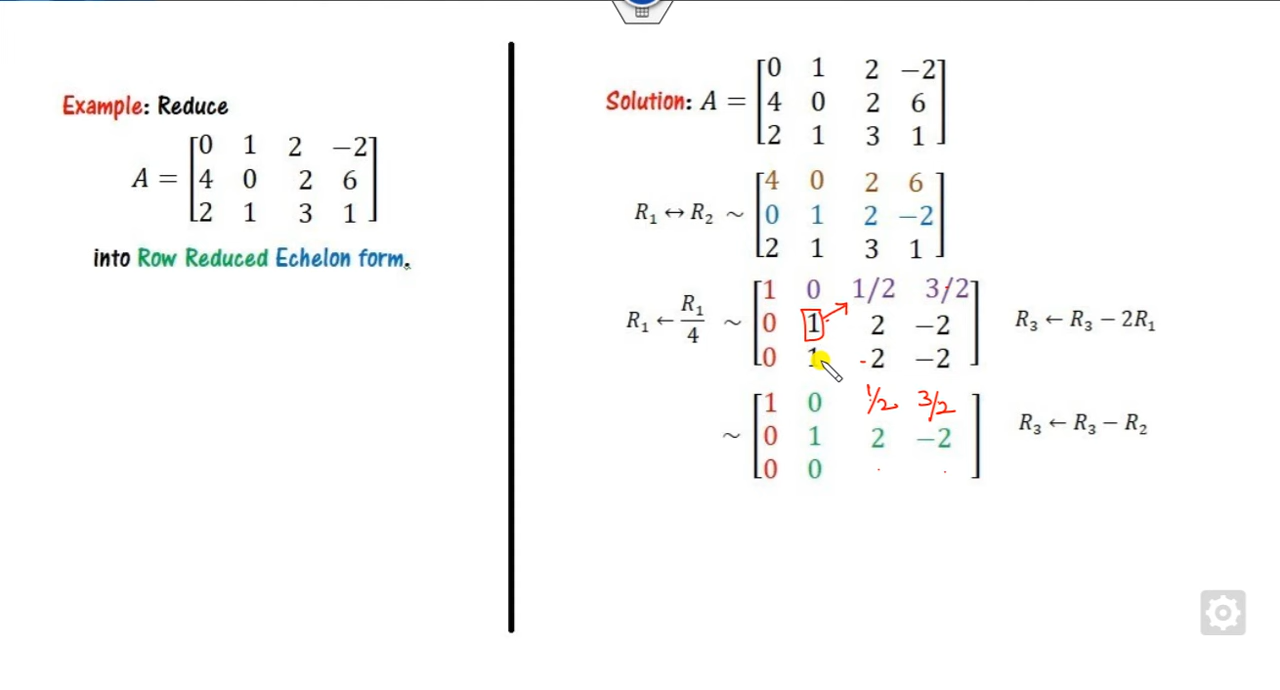 Example: Reduce
A = [0 1 2 −2]
[4 0 2 6]
[2 1 3 1]
into Row Reduced Echelon form.
Solution: A = [0 1 2 −2]
[4 0 2 6]
[2 1 3 1]
R₁ ↔ R₂ ~ [4 0 2 6]
[0 1 2 −2]
[2 1 3 1]
R₁ ← R₁/4 ~ [1 0 1/2 3/2]
[0 1 2 −2] R₃ ← R₃ − 2R₁
[0 1 -2 −2]
~ [1 0 1/2 3/2]
[0 1 2 −2] R₃ ← R₃ − R₂
[0 0 . .]